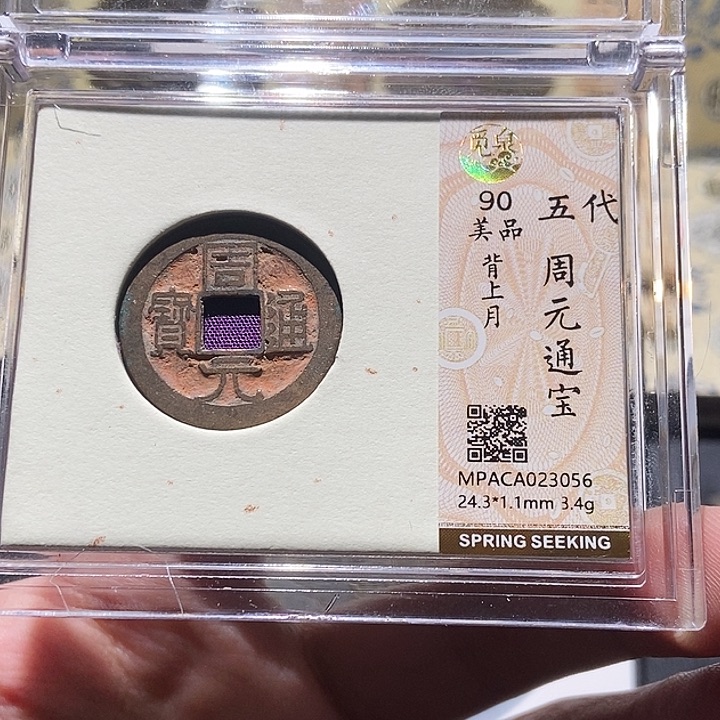 周元通寶
覓泉
90
美品
背上月
五代
周元通宝
MPACA023056
24.3*1.1mm 3.4g
SPRING SEEKING